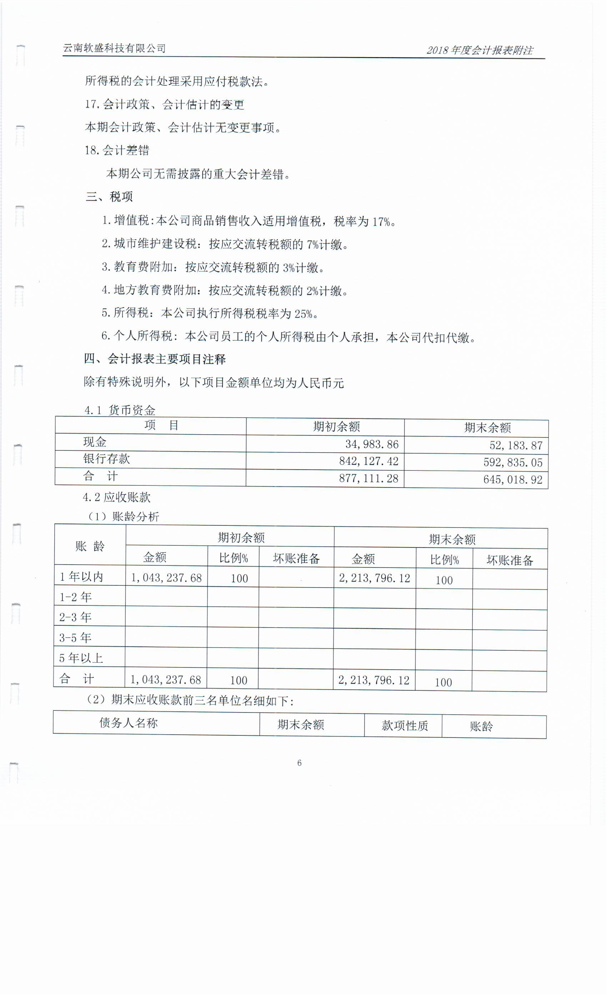 云南软盛科技有限公司 2018年度会计报表附注
所得税的会计处理采用应付税款法。
17.会计政策、会计估计的变更
本期会计政策、会计估计无变更事项。
18.会计差错
本期公司无需披露的重大会计差错。
三、税项
1.增值税:本公司商品销售收入适用增值税，税率为17%。
2.城市维护建设税：按应交流转税额的7%计缴。
3.教育费附加：按应交流转税额的3%计缴。
4.地方教育费附加：按应交流转税额的2%计缴。
5.所得税：本公司执行所得税税率为25%。
6.个人所得税：本公司员工的个人所得税由个人承担，本公司代扣代缴。
四、会计报表主要项目注释
除有特殊说明外，以下项目金额单位均为人民币元
4.1 货币资金
项 目 期初余额 期末余额
现金 34,983.86 52,183.87
银行存款 842,127.42 592,835.05
合 计 877,111.28 645,018.92
4.2应收账款
（1）账龄分析
账 龄 期初余额 期末余额
金额 比例% 坏账准备 金额 比例% 坏账准备
1年以内 1,043,237.68 100 2,213,796.12 100
1-2年
2-3年
3-5年
5年以上
合 计 1,043,237.68 100 2,213,796.12 100
（2）期末应收账款前三名单位名细如下：
债务人名称 期末余额 款项性质 账龄
6